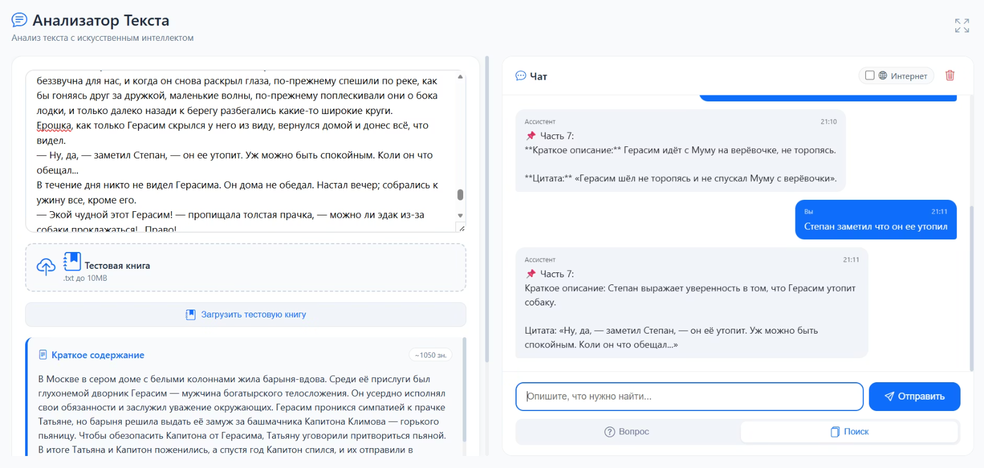 Анализатор Текста
Анализ текста с искусственным интеллектом
беззвучна для нас, и когда он снова раскрыл глаза, по-прежнему спешили по реке, как
бы гоняясь друг за дружкой, маленькие волны, по-прежнему поплескивали они о бока
лодки, и только далеко назади к берегу разбегались какие-то широкие круги.
Ерошка, как только Герасим скрылся у него из виду, вернулся домой и донес всё, что
видел.
— Ну, да, — заметил Степан, — он ее утопит. Уж можно быть спокойным. Коли он что
обещал...
В течение дня никто не видел Герасима. Он дома не обедал. Настал вечер; собрались к
ужину все, кроме его.
— Экой чудной этот Герасим! — пропищала толстая прачка, — можно ли эдак из-за
собаки проклажаться!.. Право!
Тестовая книга
.txt до 10MB
Загрузить тестовую книгу
Краткое содержание
~1050 зн.
В Москве в сером доме с белыми колоннами жила барыня-вдова. Среди её прислуги был
глухонемой дворник Герасим — мужчина богатырского телосложения. Он усердно исполнял
свои обязанности и заслужил уважение окружающих. Герасим проникся симпатией к прачке
Татьяне, но барыня решила выдать её замуж за башмачника Капитона Климова — горького
пьяницу. Чтобы обезопасить Капитона от Герасима, Татьяну уговорили притвориться пьяной.
В итоге Татьяна и Капитон поженились, а спустя год Капитон спился, и их отправили в
Чат
Интернет
Ассистент
21:10
Часть 7:
**Краткое описание:** Герасим идёт с Муму на верёвочке, не торопясь.
**Цитата:** «Герасим шёл не торопясь и не спускал Муму с верёвочки».
Вы
21:11
Степан заметил что он ее утопил
Ассистент
21:11
Часть 7:
Краткое описание: Степан выражает уверенность в том, что Герасим утопит
собаку.
Цитата: «Ну, да, — заметил Степан, — он её утопит. Уж можно быть
спокойным. Коли он что обещал...»
Опишите, что нужно найти...
Отправить
Вопрос
Поиск